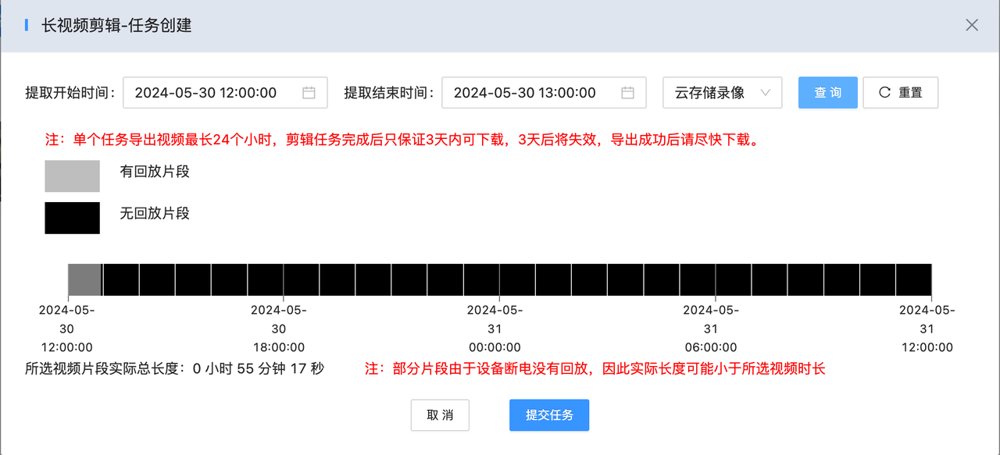 长视频剪辑-任务创建
提取开始时间： 2024-05-30 12:00:00 提取结束时间： 2024-05-30 13:00:00 云存储录像 查 询 重置
注：单个任务导出视频最长24个小时，剪辑任务完成后只保证3天内可下载，3天后将失效，导出成功后请尽快下载。
有回放片段
无回放片段
2024-05- 2024-05- 2024-05- 2024-05- 2024-05-
30 30 31 31 31
12:00:00 18:00:00 00:00:00 06:00:00 12:00:00
所选视频片段实际总长度：0 小时 55 分钟 17 秒 注：部分片段由于设备断电没有回放，因此实际长度可能小于所选视频时长
取 消 提交任务